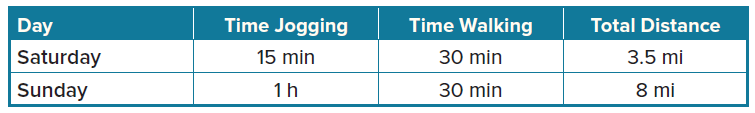 Day Time Jogging Time Walking Total Distance
Saturday 15 min 30 min 3.5 mi
Sunday 1 h 30 min 8 mi